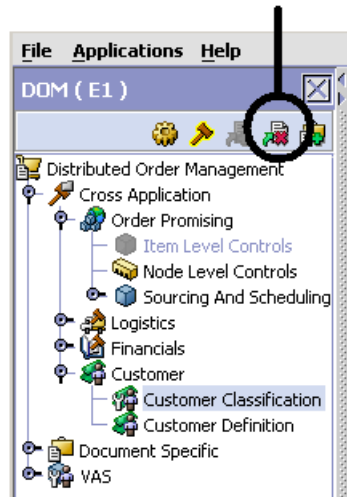 File Applications Help
DOM ( E1 )
Distributed Order Management
Cross Application
Order Promising
Item Level Controls
Node Level Controls
Sourcing And Scheduling
Logistics
Financials
Customer
Customer Classification
Customer Definition
Document Specific
VAS